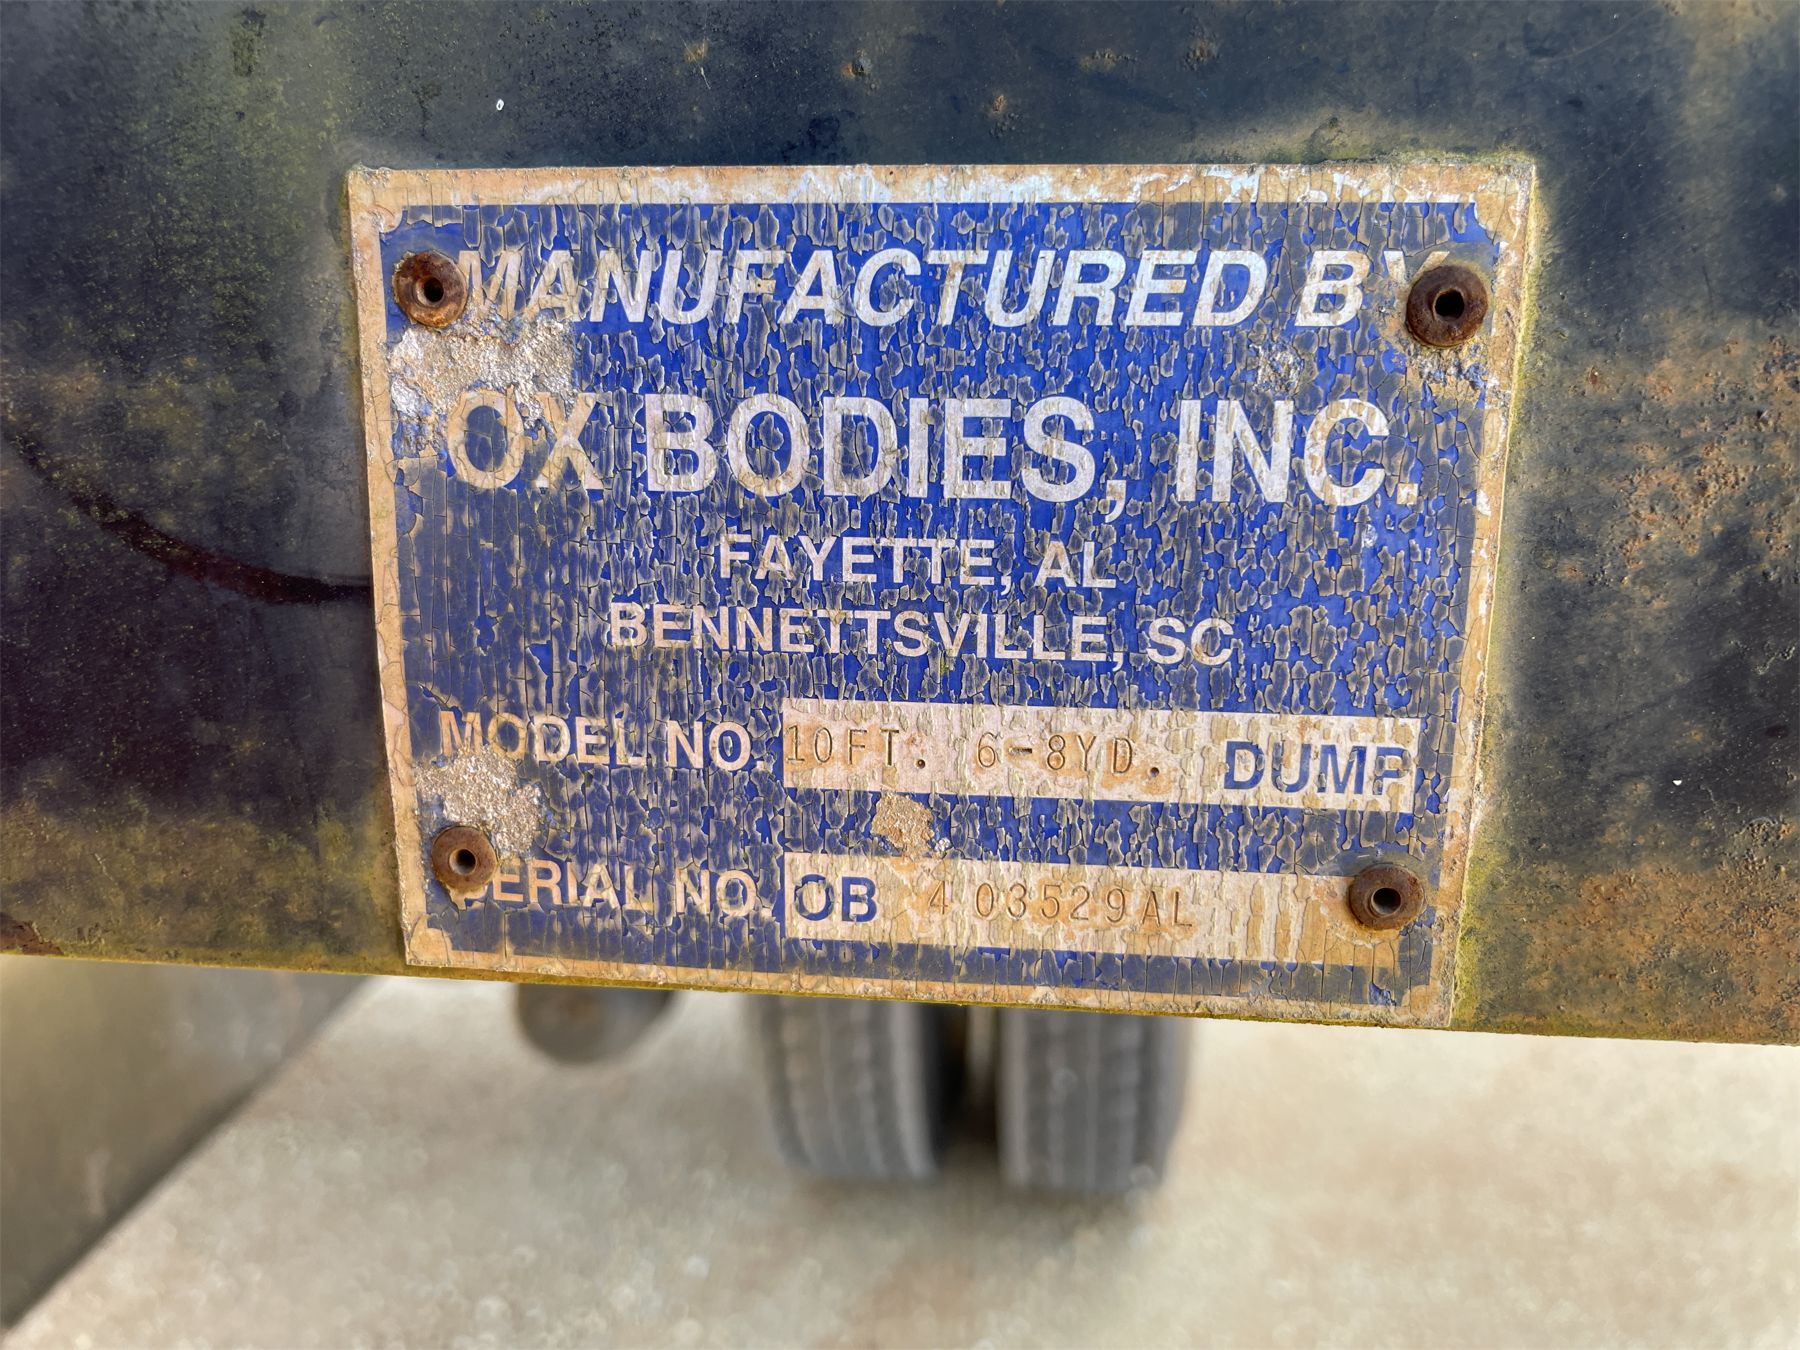 MANUFACTURED BY
OX BODIES, INC.
FAYETTE, AL
BENNETTSVILLE, SC
MODEL NO. 10FT. 6-8YD. DUMP
SERIAL NO. OB 403529AL